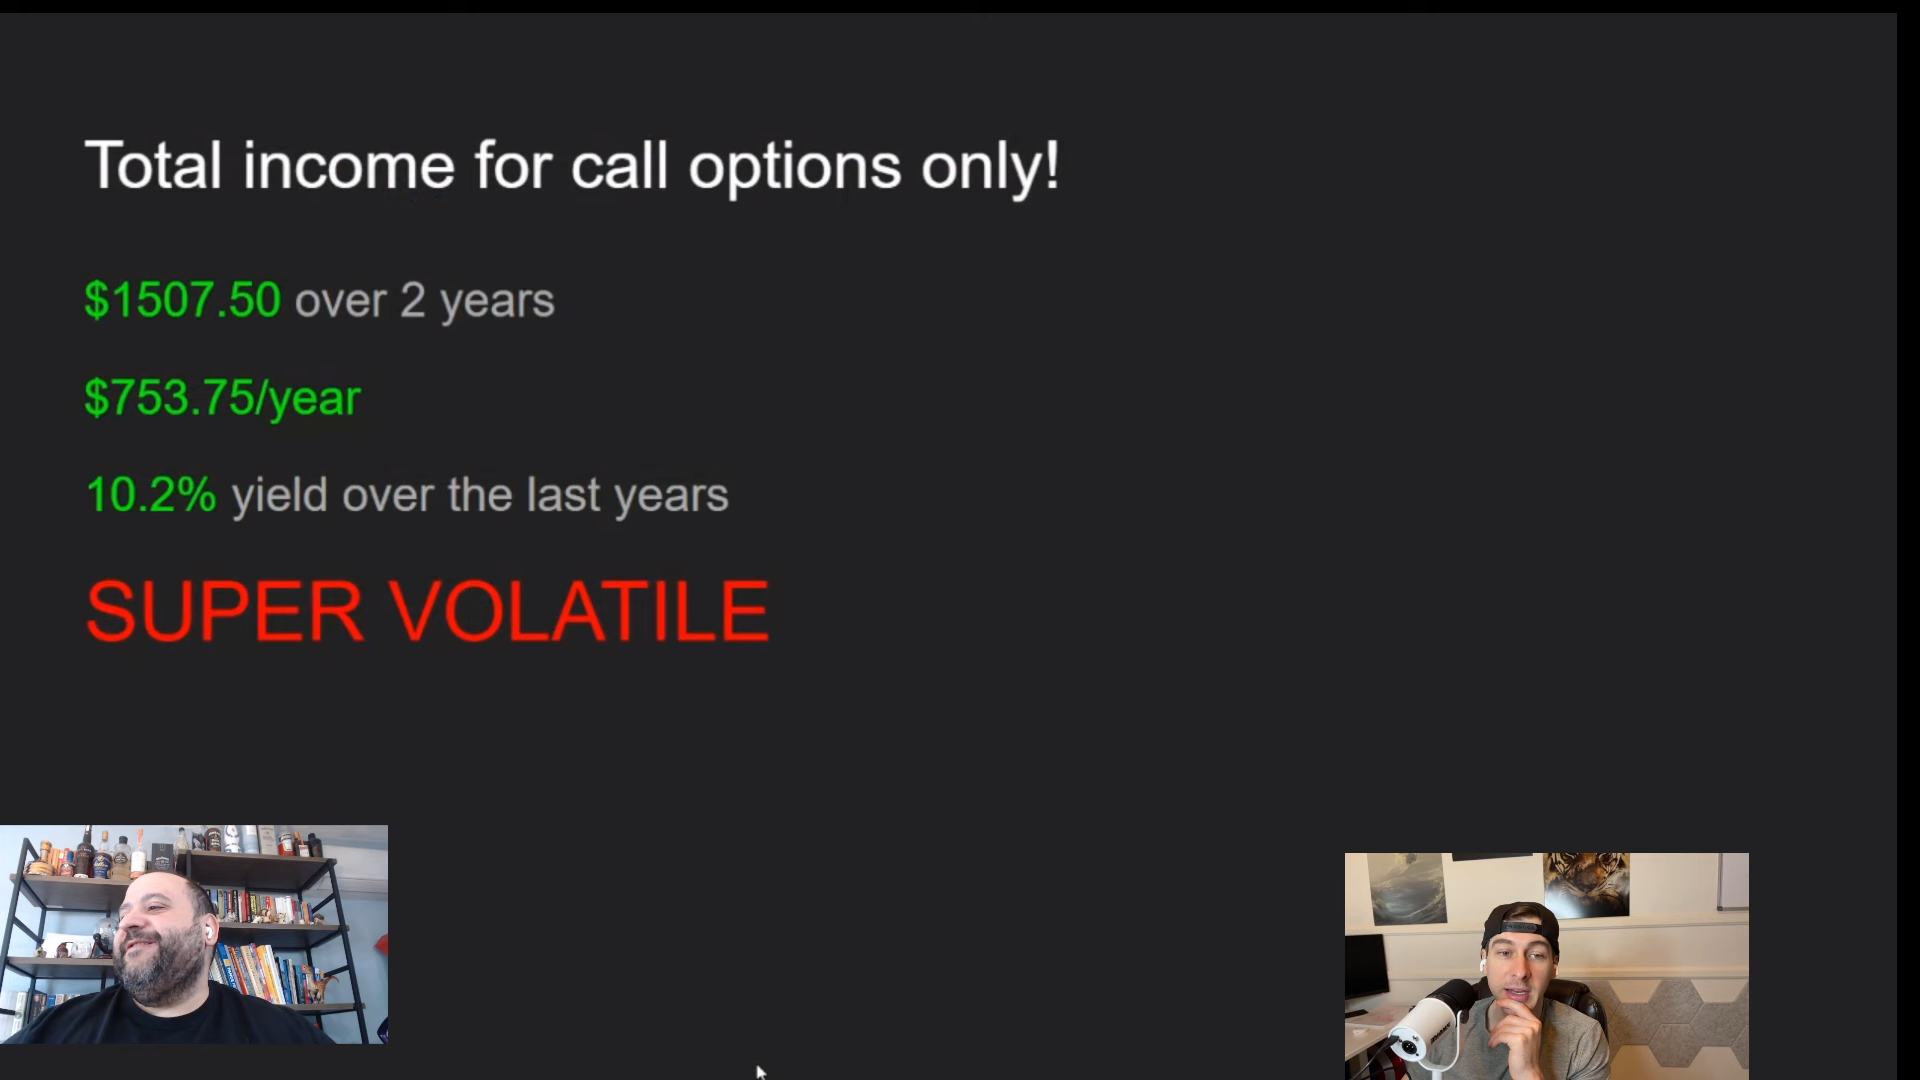 Total income for call options only!
$1507.50 over 2 years
$753.75/year
10.2% yield over the last years
SUPER VOLATILE